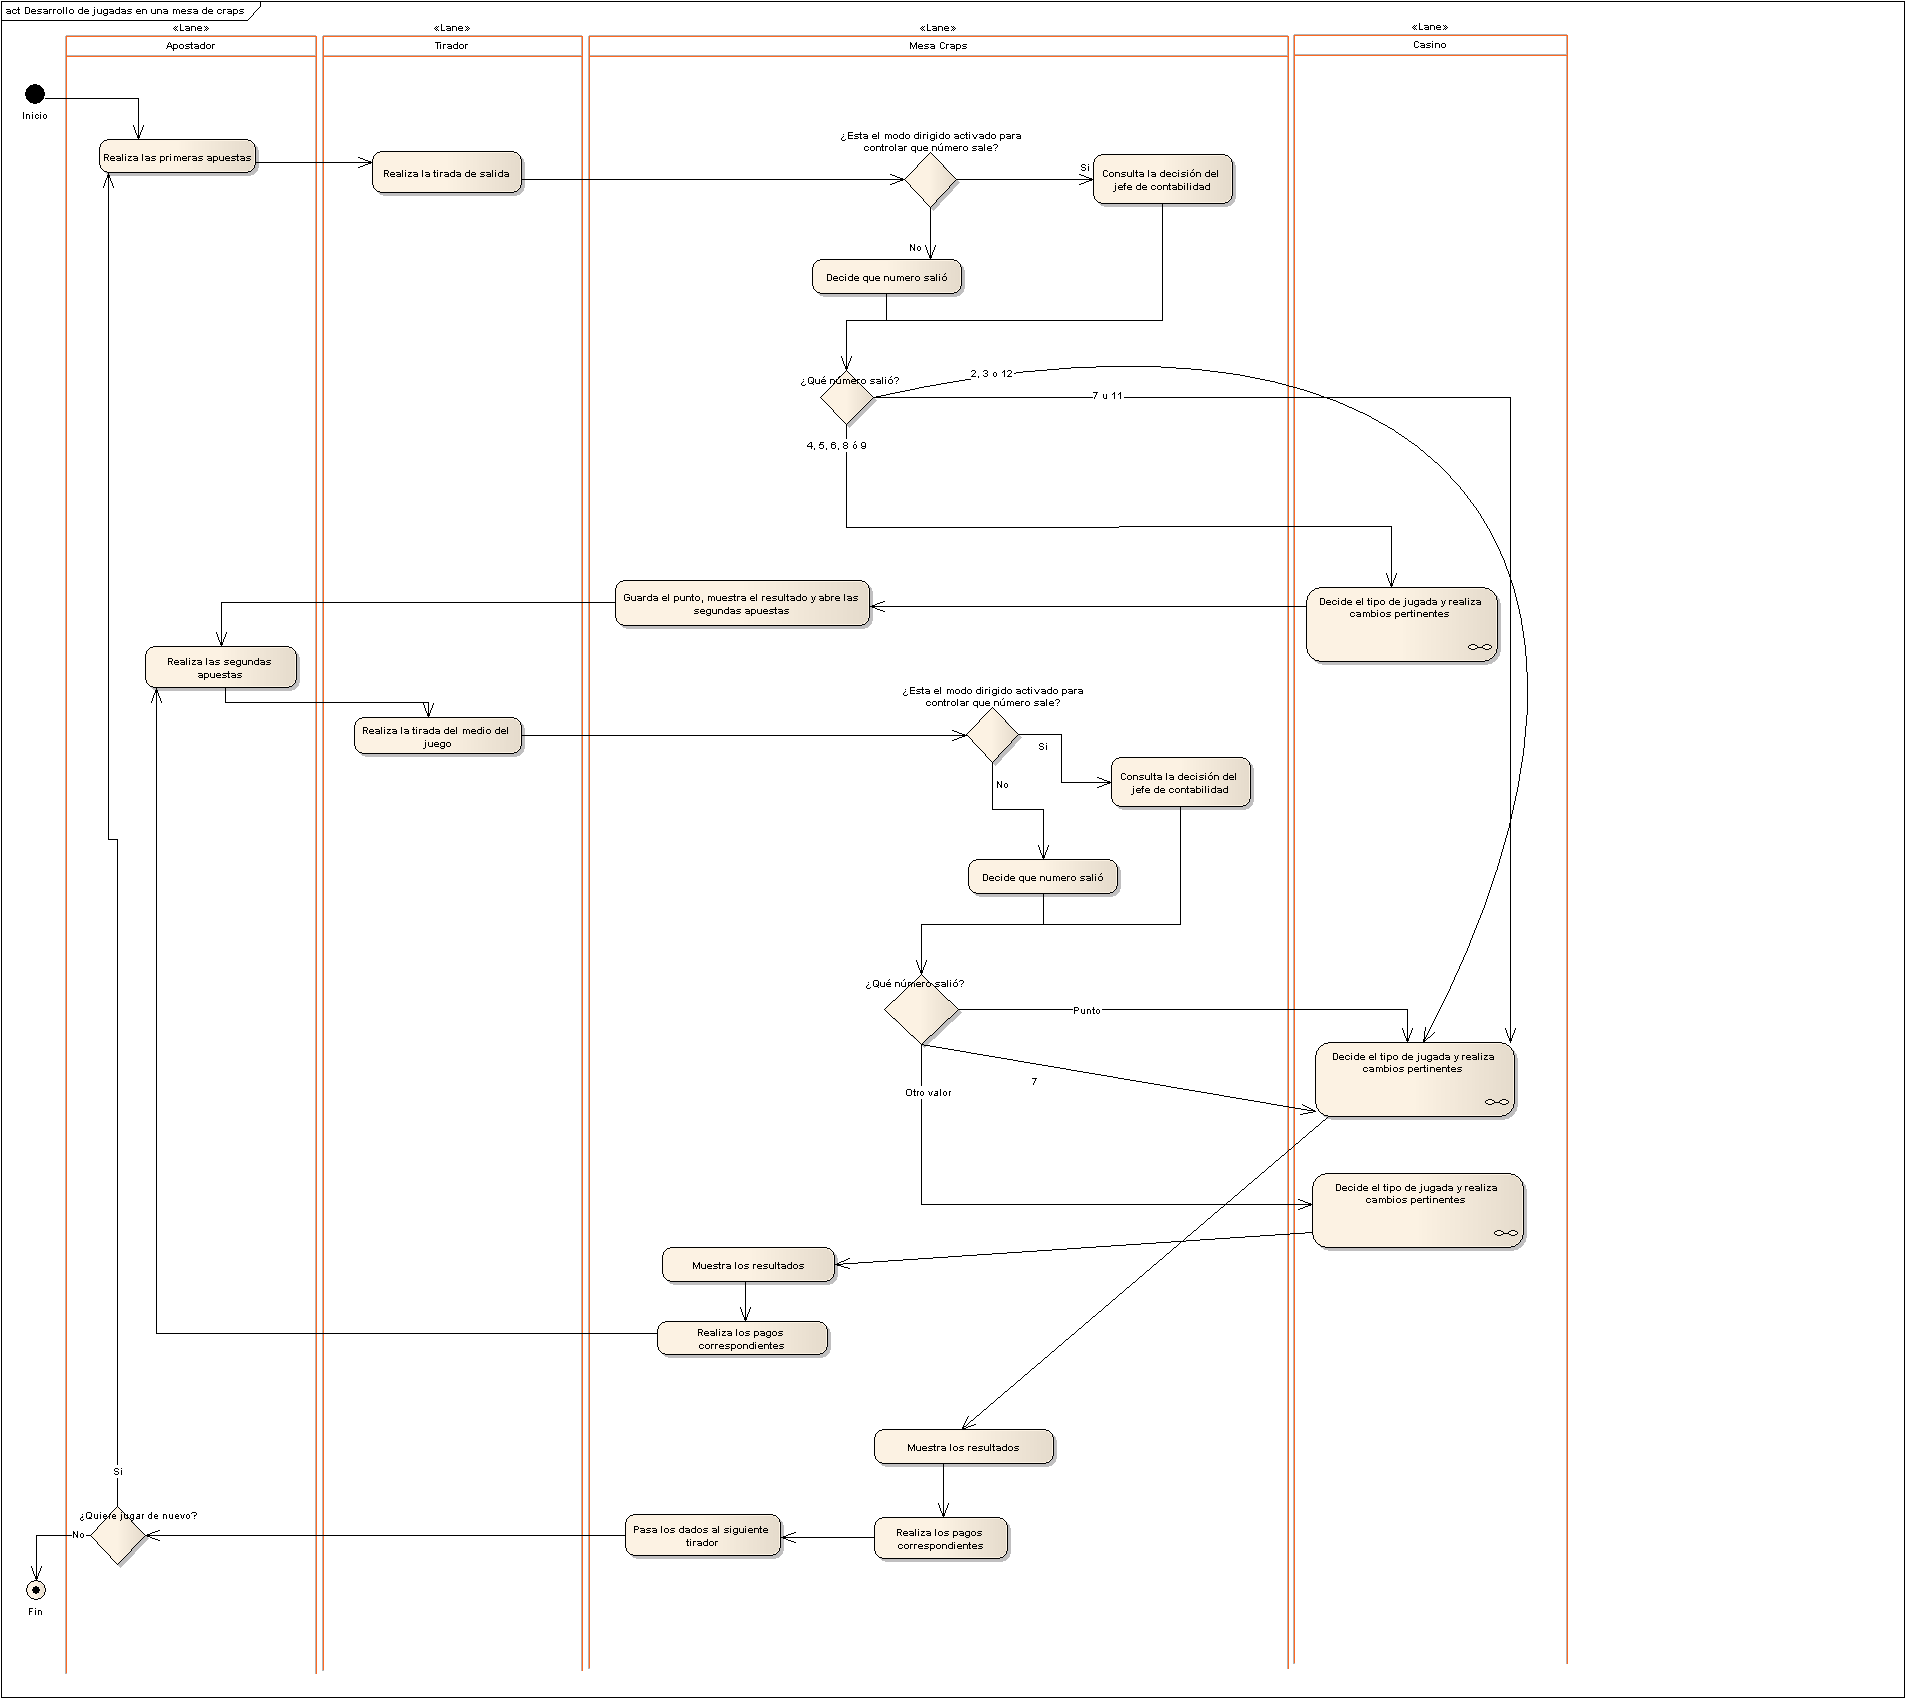 act Desarrollo de jugadas en una mesa de craps
«Lane»
Apostador
«Lane»
Tirador
«Lane»
Mesa Craps
«Lane»
Casino
Inicio
Realiza las primeras apuestas
Realiza la tirada de salida
¿Esta el modo dirigido activado para
controlar que número sale?
Si
Consulta la decisión del
jefe de contabilidad
No
Decide que numero salió
¿Qué número salió?
2, 3 o 12
7 u 11
4, 5, 6, 8 ó 9
Decide el tipo de jugada y realiza
cambios pertinentes
Guarda el punto, muestra el resultado y abre las
segundas apuestas
Realiza las segundas
apuestas
Realiza la tirada del medio del
juego
¿Esta el modo dirigido activado para
controlar que número sale?
Si
No
Consulta la decisión del
jefe de contabilidad
Decide que numero salió
¿Qué número salió?
Punto
7
Otro valor
Decide el tipo de jugada y realiza
cambios pertinentes
Decide el tipo de jugada y realiza
cambios pertinentes
Muestra los resultados
Realiza los pagos
correspondientes
Muestra los resultados
Realiza los pagos
correspondientes
Pasa los dados al siguiente
tirador
Si
¿Quiere jugar de nuevo?
No
Fin